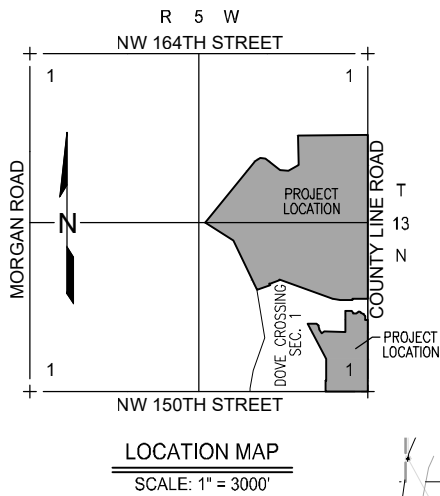 R 5 W
NW 164TH STREET
1
1
MORGAN ROAD
N
PROJECT
LOCATION
COUNTY LINE ROAD
T
13
N
DOVE CROSSING
SEC. 1
PROJECT
LOCATION
1
1
NW 150TH STREET
LOCATION MAP
SCALE: 1" = 3000'